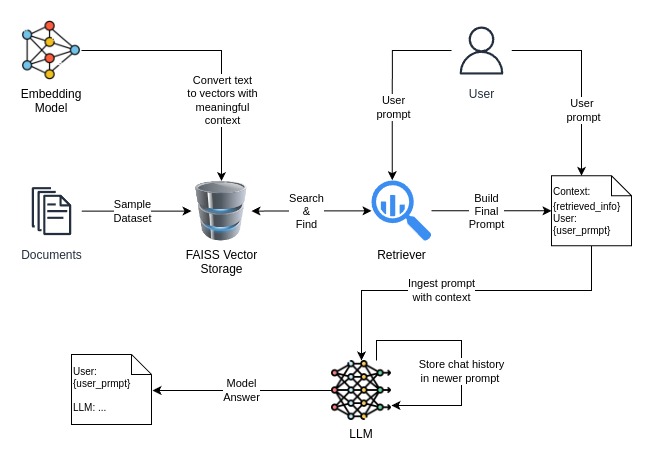 Embedding
Model
Convert text
to vectors with
meaningful
context
User
prompt
User
User
prompt
Documents
Sample
Dataset
FAISS Vector
Storage
Search
&
Find
Retriever
Build
Final
Prompt
Context:
{retrieved_info}
User:
{user_prmpt}
Ingest prompt
with context
User:
{user_prmpt}
LLM: ...
Model
Answer
LLM
Store chat history
in newer prompt